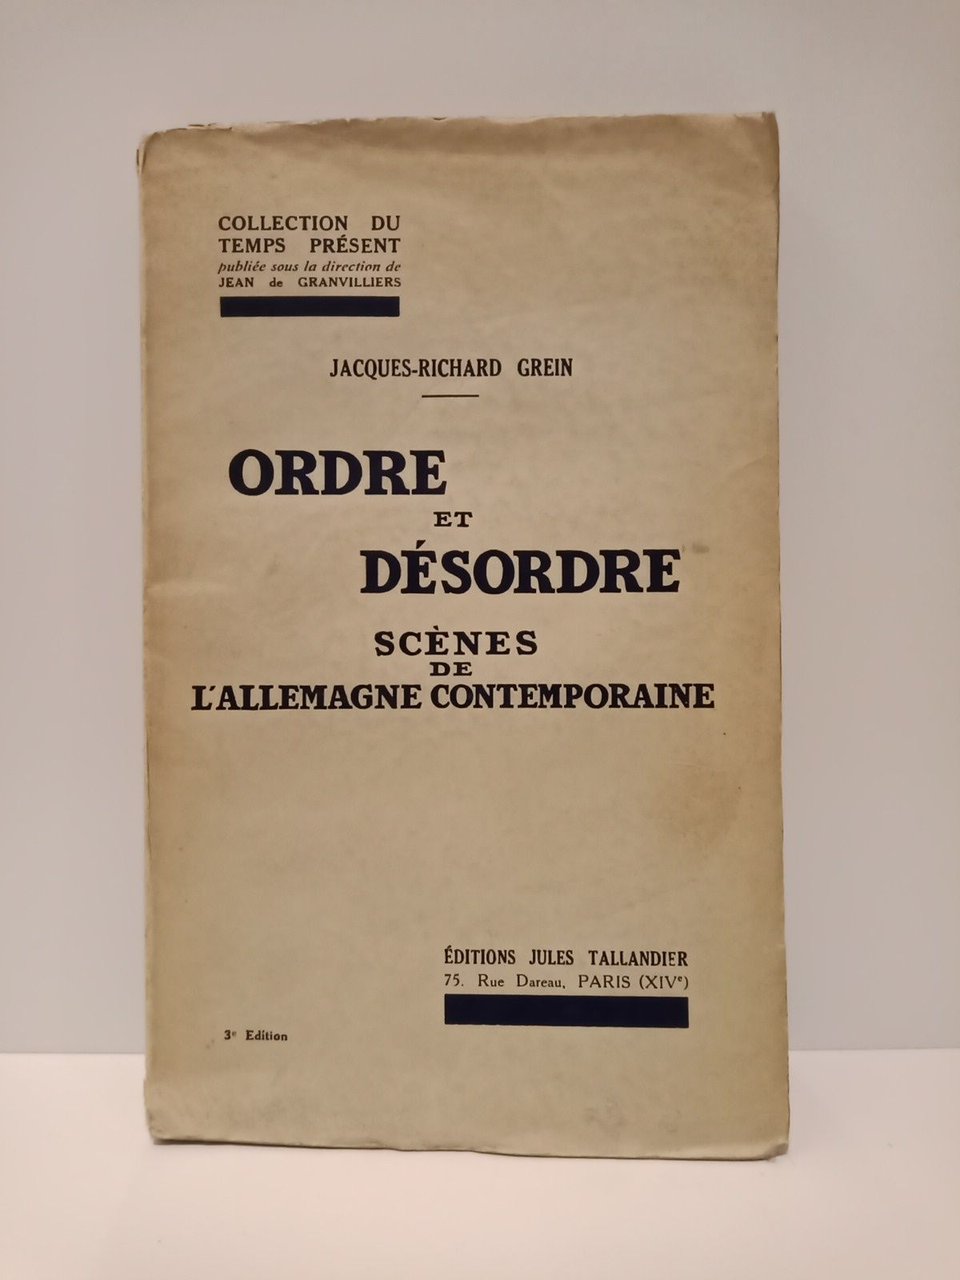 COLLECTION DU
TEMPS PRÉSENT
publiée sous la direction de
JEAN de GRANVILLIERS
JACQUES-RICHARD GREIN
ORDRE
ET
DÉSORDRE
SCÈNES
DE
L'ALLEMAGNE CONTEMPORAINE
ÉDITIONS JULES TALLANDIER
75. Rue Dareau, PARIS (XIVᵉ)
3ᵉ Edition